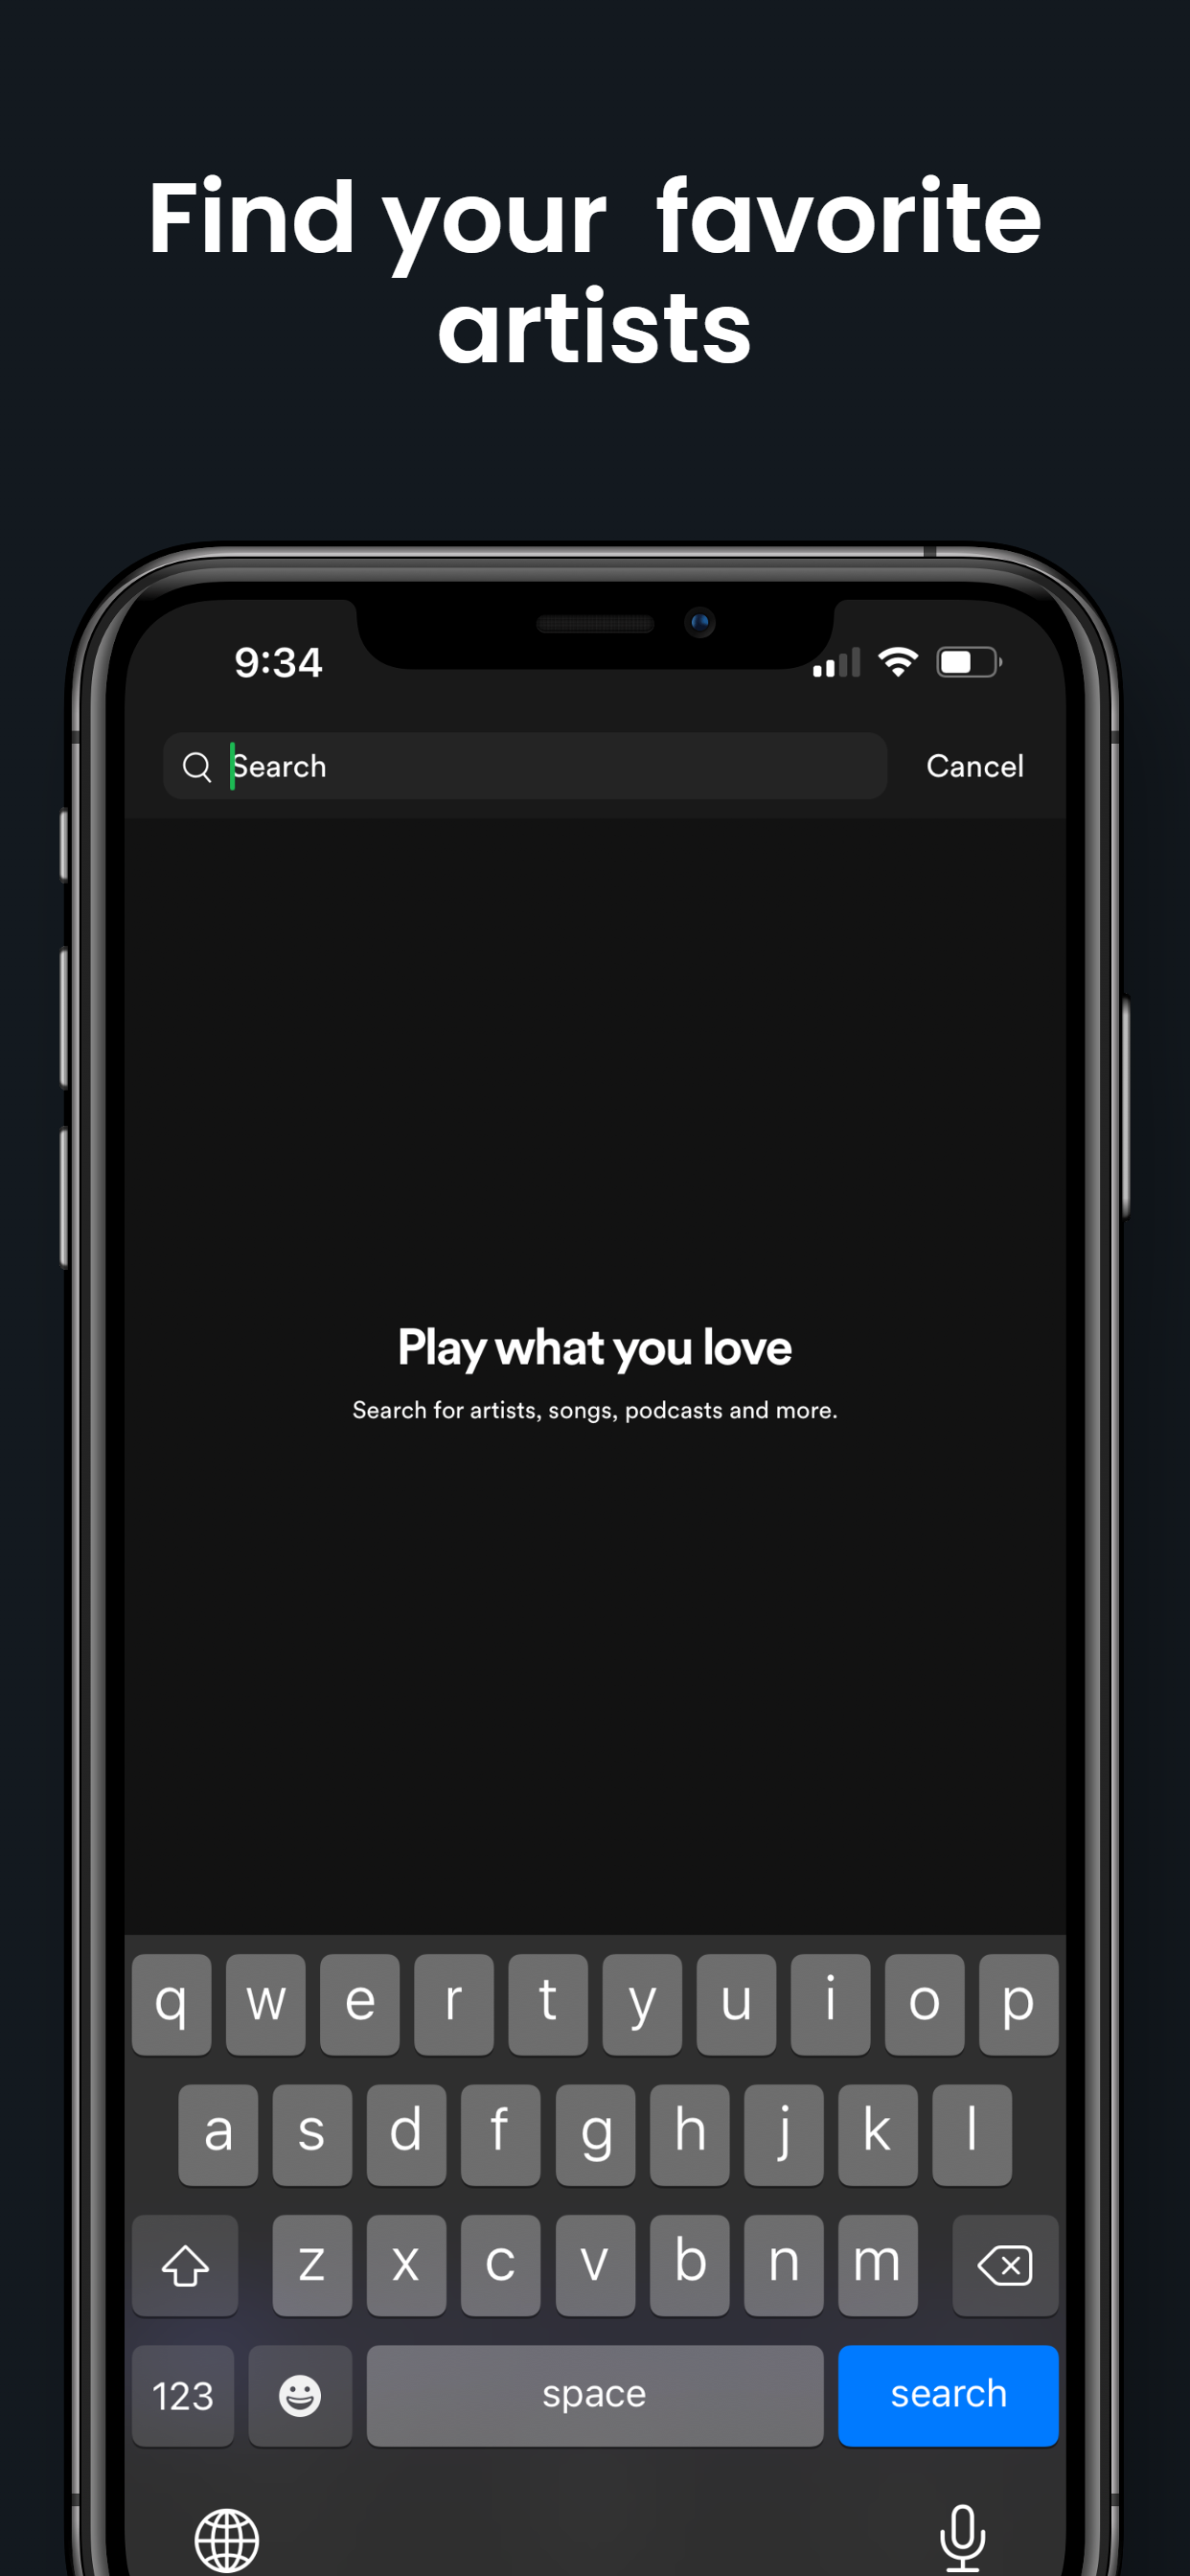 Find your  favorite
artists
9:34
Search
Cancel
Play what you love
Search for artists, songs, podcasts and more.
q w e r t y u i o p
a s d f g h j k l
z x c v b n m
123 space search